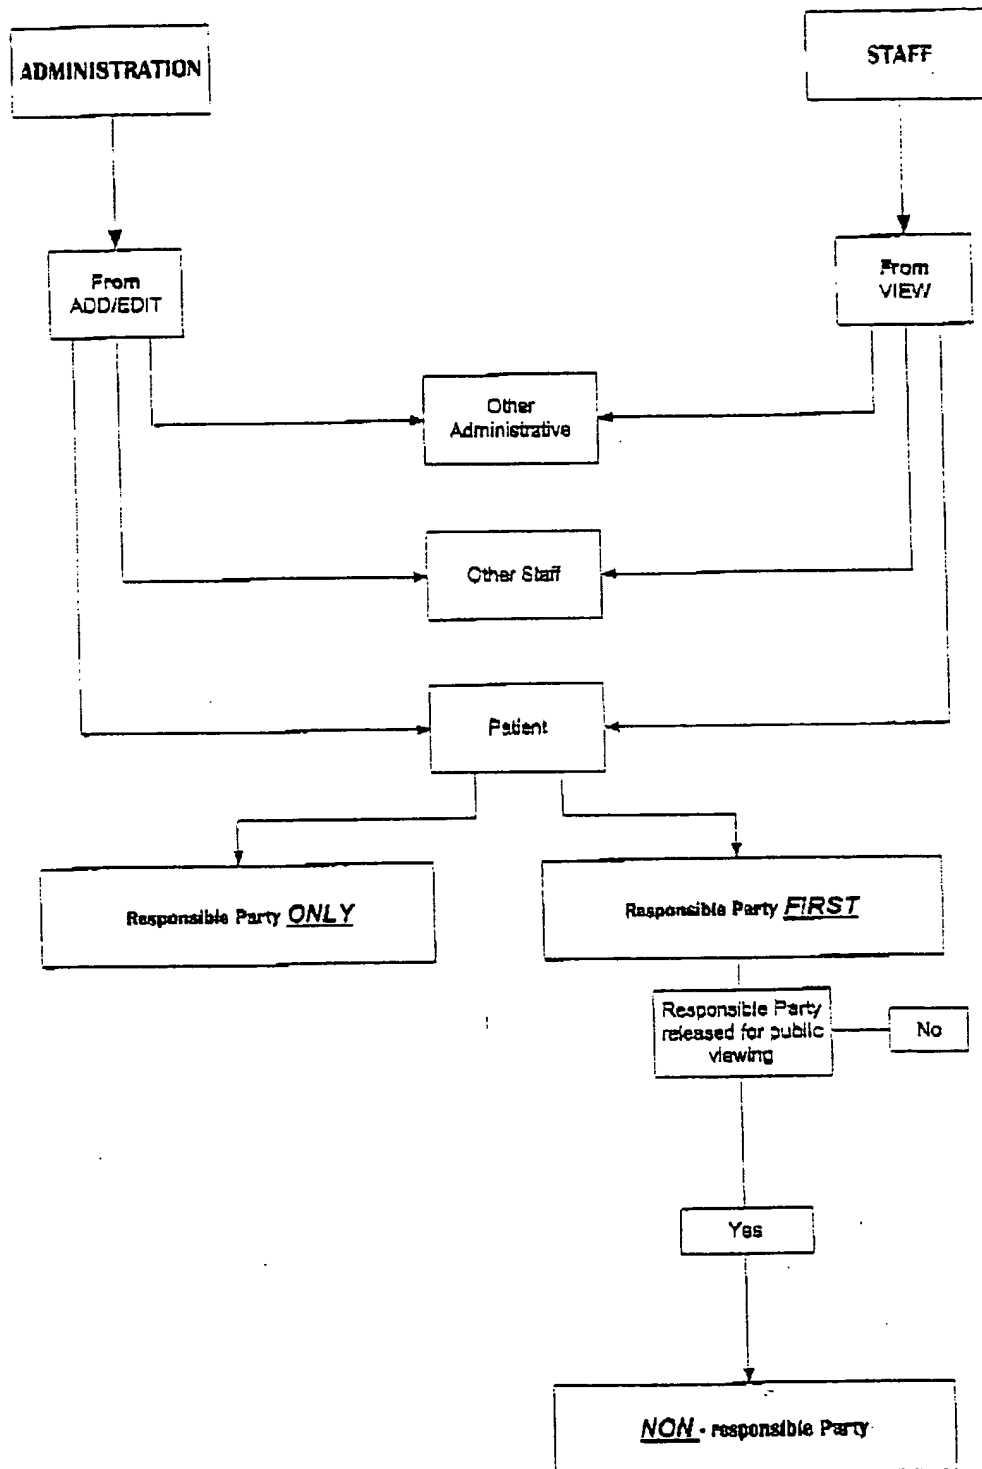 ADMINISTRATION
STAFF
From
ADD/EDIT
From
VIEW
Other
Administrative
Other Staff
Patient
Responsible Party ONLY
Responsible Party FIRST
Responsible Party
released for public
viewing
No
Yes
NON - responsible Party